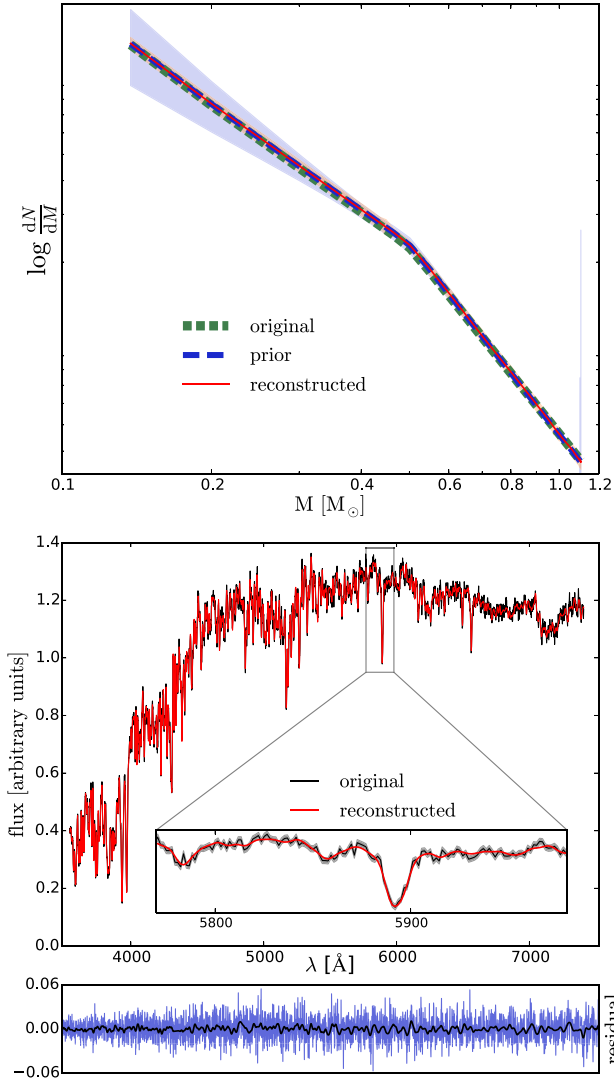 log dN/dM
original
prior
reconstructed
0.1 0.2 0.4 0.6 0.8 1.0 1.2
M [M⊙]
1.4
1.2
1.0
0.8
0.6
0.4
0.2
0.0
flux [arbitrary units]
original
reconstructed
5800 5900
4000 5000 6000 7000
λ [Å]
0.06
0.00
−0.06
residual